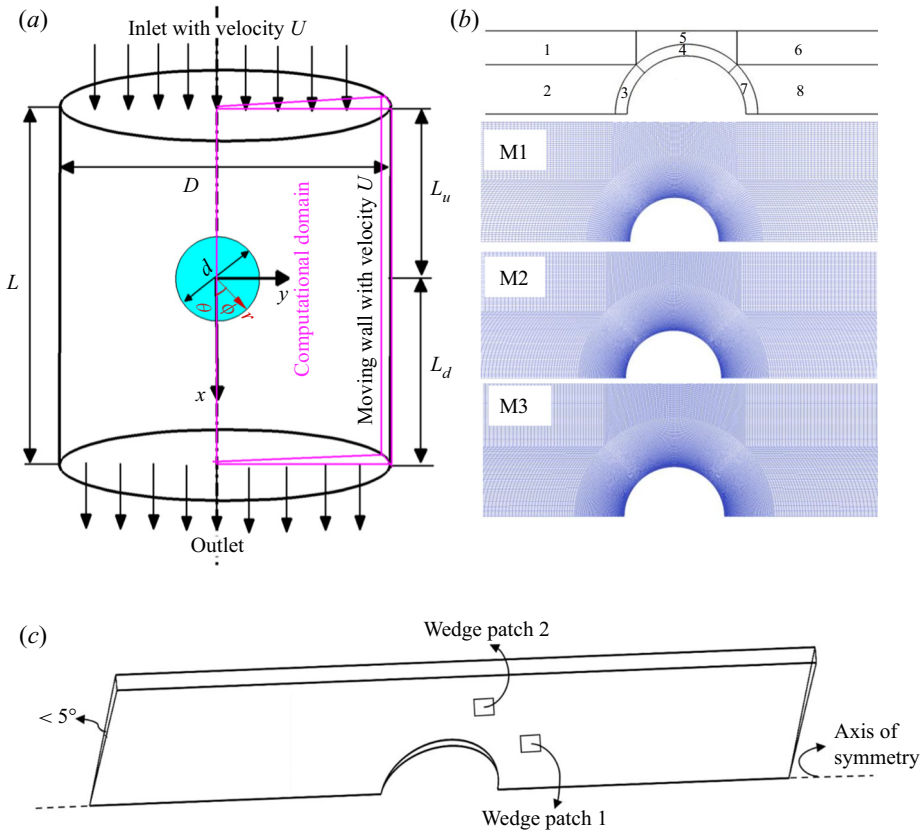 (a)
Inlet with velocity U
D
L
L_u
d
y
θ
ϕ
r
x
Computational domain
Moving wall with velocity U
L_d
Outlet
(b)
1
5
4
6
2
3
7
8
M1
M2
M3
(c)
Wedge patch 2
< 5°
Axis of
symmetry
Wedge patch 1